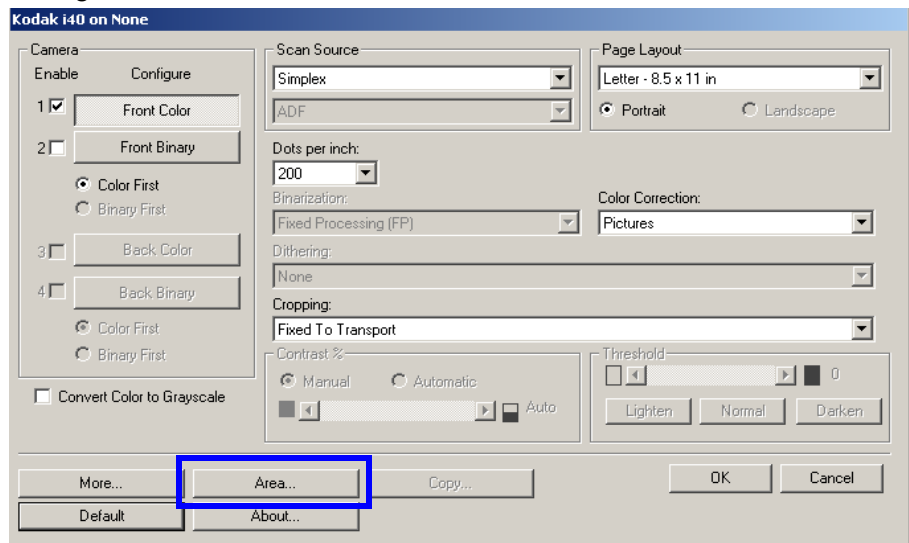 Kodak i40 on None
Camera
Enable Configure
1 Front Color
2 Front Binary
Color First
Binary First
3 Back Color
4 Back Binary
Color First
Binary First
Convert Color to Grayscale
Scan Source
Simplex
ADF
Page Layout
Letter - 8.5 x 11 in
Portrait Landscape
Dots per inch:
200
Binarization:
Fixed Processing (FP)
Color Correction:
Pictures
Dithering:
None
Cropping:
Fixed To Transport
Contrast %
Manual Automatic
Auto
Threshold
0
Lighten Normal Darken
More... Area... Copy... OK Cancel
Default About...